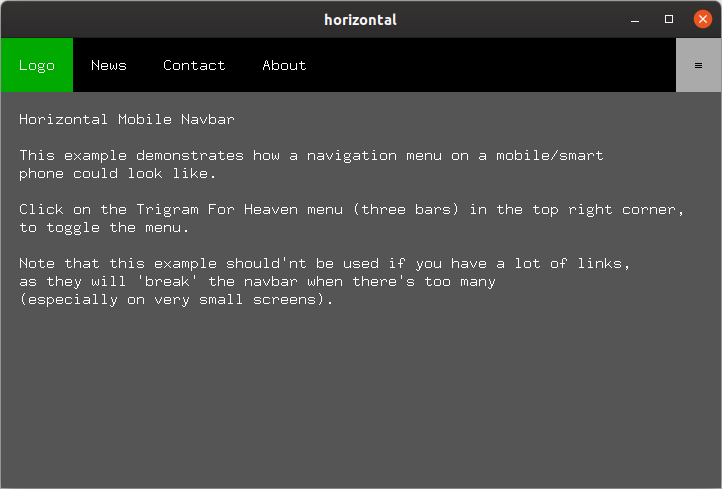 horizontal
Logo News Contact About ≡
Horizontal Mobile Navbar
This example demonstrates how a navigation menu on a mobile/smart
phone could look like.
Click on the Trigram For Heaven menu (three bars) in the top right corner,
to toggle the menu.
Note that this example should'nt be used if you have a lot of links,
as they will 'break' the navbar when there's too many
(especially on very small screens).